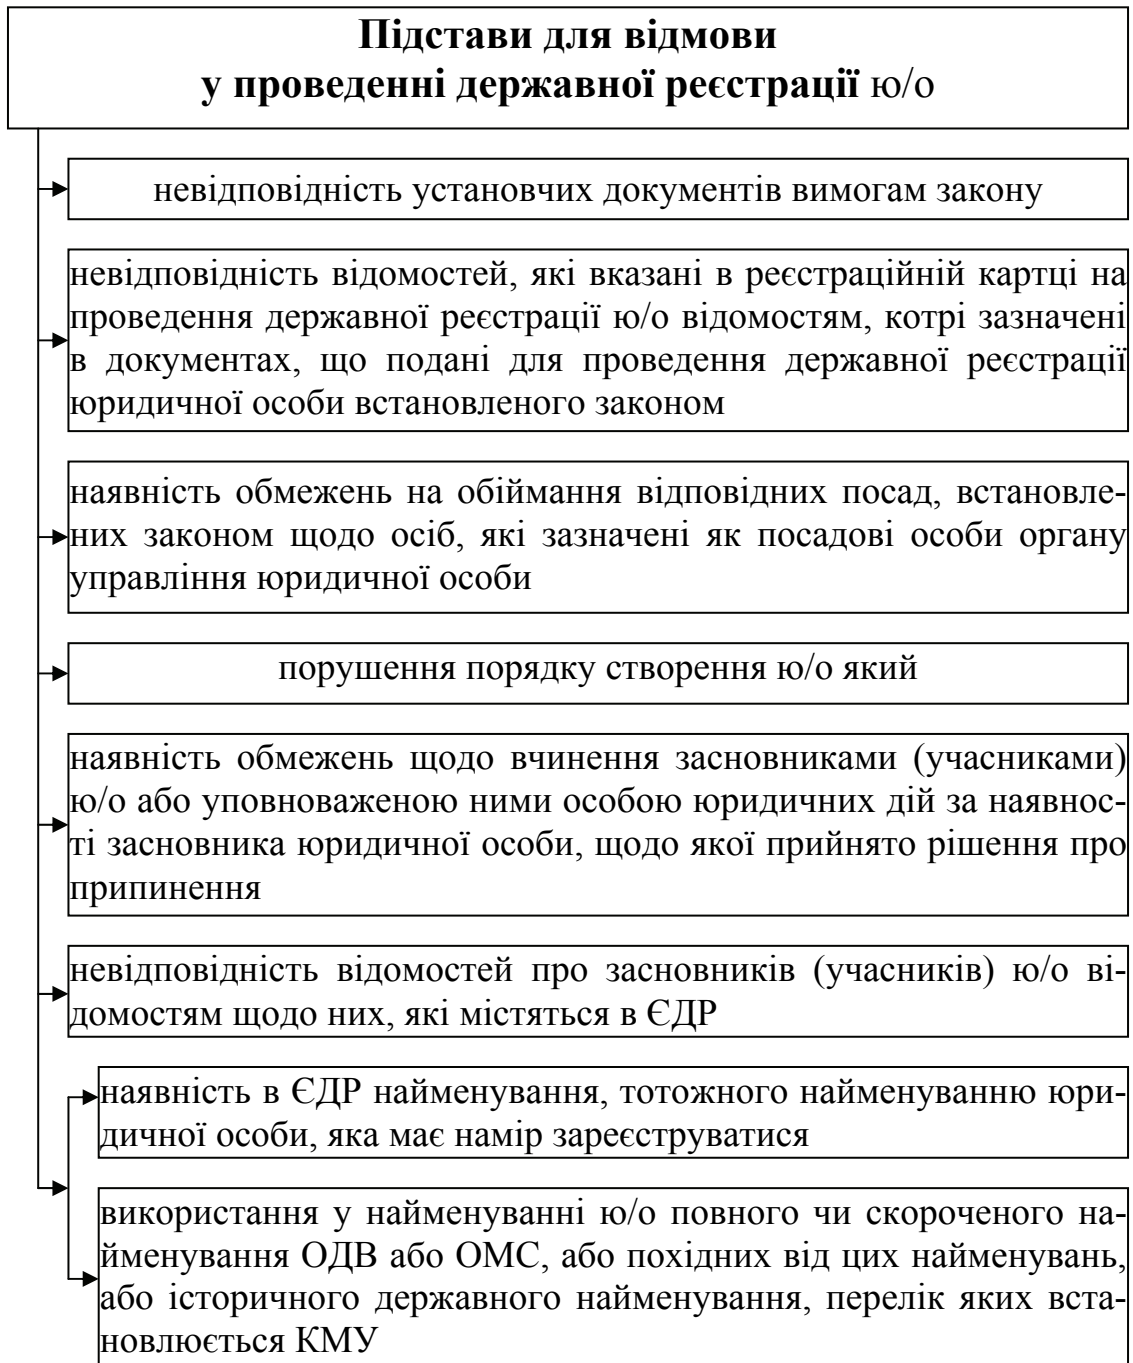 Підстави для відмови
у проведенні державної реєстрації ю/о
невідповідність установчих документів вимогам закону
невідповідність відомостей, які вказані в реєстраційній картці на
проведення державної реєстрації ю/о відомостям, котрі зазначені
в документах, що подані для проведення державної реєстрації
юридичної особи встановленого законом
наявність обмежень на обіймання відповідних посад, встановле-
них законом щодо осіб, які зазначені як посадові особи органу
управління юридичної особи
порушення порядку створення ю/о який
наявність обмежень щодо вчинення засновниками (учасниками)
ю/о або уповноваженою ними особою юридичних дій за наявнос-
ті засновника юридичної особи, щодо якої прийнято рішення про
припинення
невідповідність відомостей про засновників (учасників) ю/о ві-
домостям щодо них, які містяться в ЄДР
наявність в ЄДР найменування, тотожного найменуванню юри-
дичної особи, яка має намір зареєструватися
використання у найменуванні ю/о повного чи скороченого на-
йменування ОДВ або ОМС, або похідних від цих найменувань,
або історичного державного найменування, перелік яких вста-
новлюється КМУ